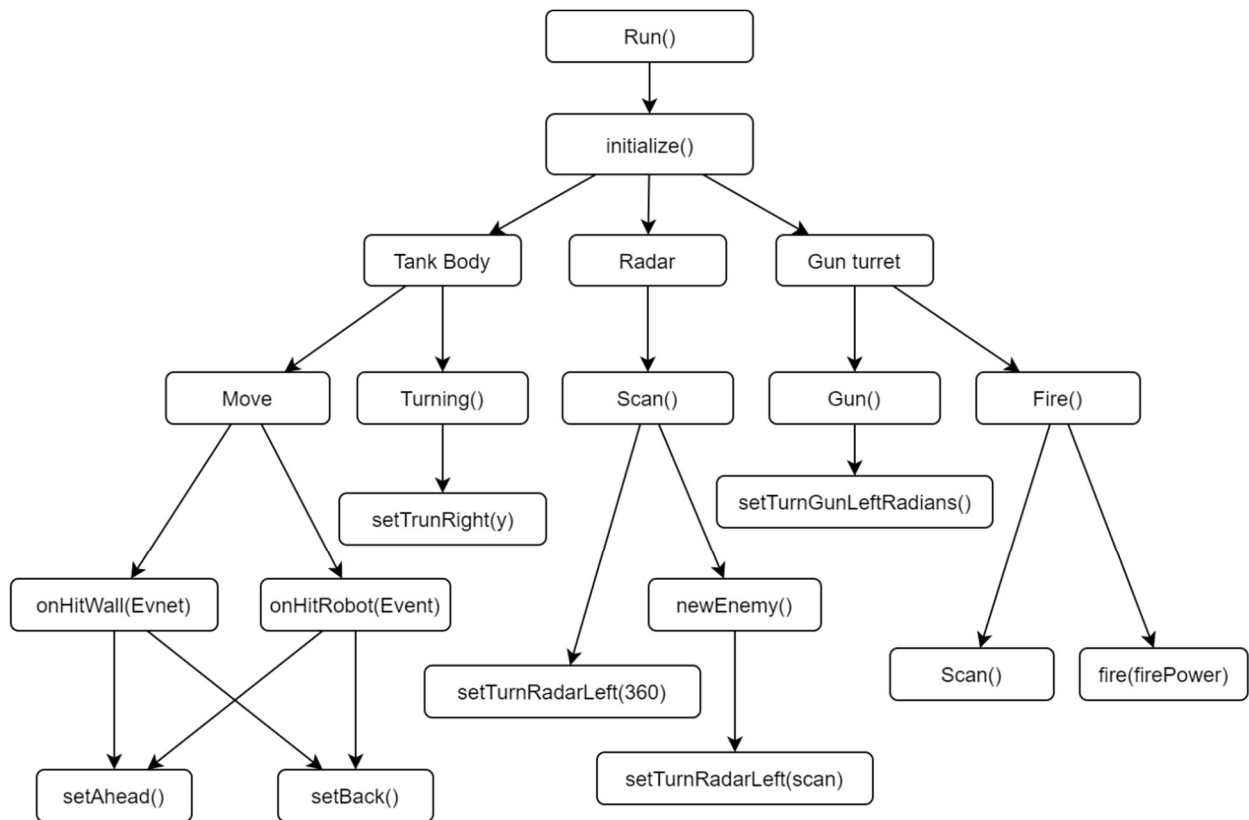 Run()
initialize()
Tank Body
Radar
Gun turret
Move
Turning()
Scan()
Gun()
Fire()
setTrunRight(y)
setTurnGunLeftRadians()
onHitWall(Evnet)
onHitRobot(Event)
newEnemy()
setTurnRadarLeft(360)
Scan()
fire(firePower)
setAhead()
setBack()
setTurnRadarLeft(scan)